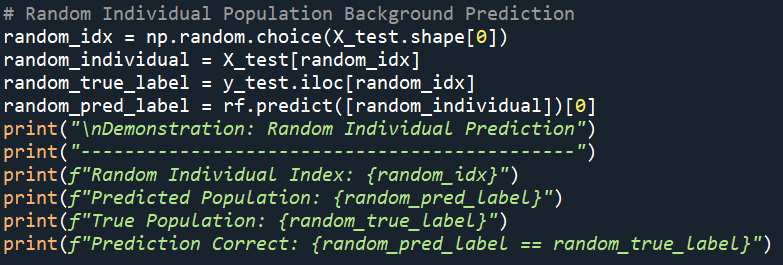 # Random Individual Population Background Prediction
random_idx = np.random.choice(X_test.shape[0])
random_individual = X_test[random_idx]
random_true_label = y_test.iloc[random_idx]
random_pred_label = rf.predict([random_individual])[0]
print("\nDemonstration: Random Individual Prediction")
print("---------------------------------------------")
print(f"Random Individual Index: {random_idx}")
print(f"Predicted Population: {random_pred_label}")
print(f"True Population: {random_true_label}")
print(f"Prediction Correct: {random_pred_label == random_true_label}")